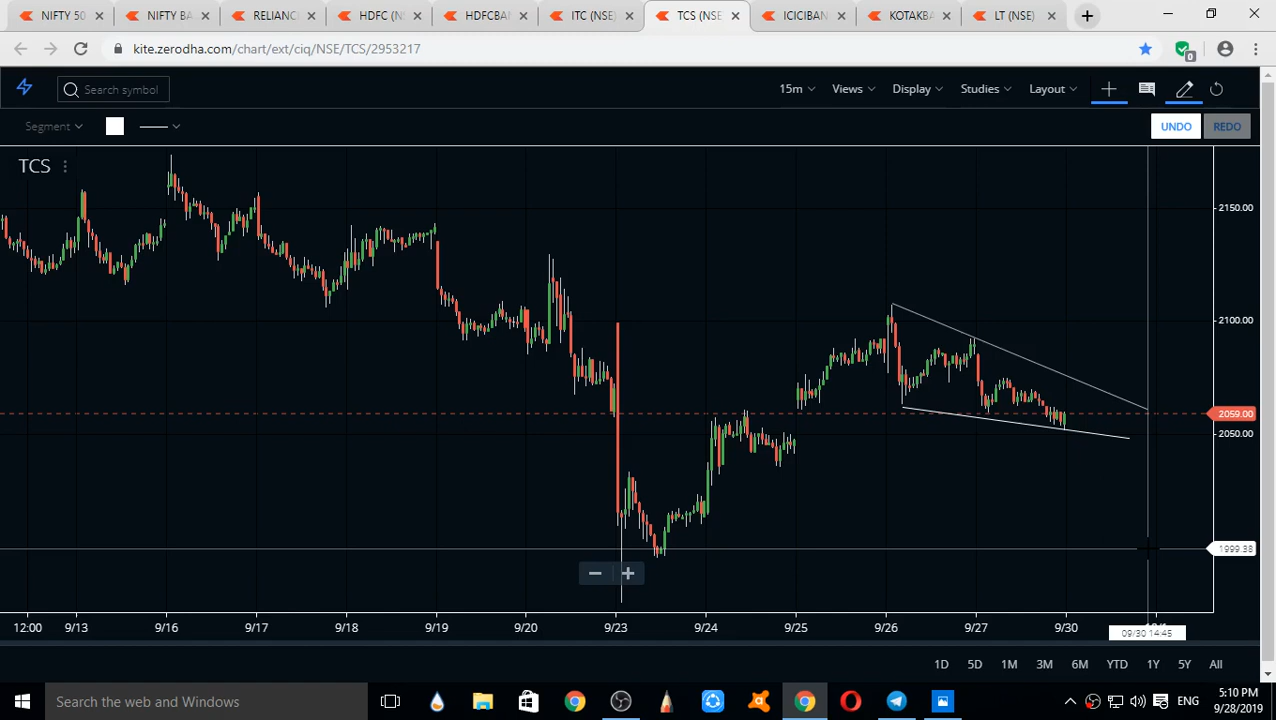 NIFTY 50
NIFTY BA
RELIANC
HDFC (NS
HDFCBAN
ITC (NSE)
TCS (NSE
ICICIBAN
KOTAKBA
LT (NSE)
kite.zerodha.com/chart/ext/ciq/NSE/TCS/2953217
0
Search symbol
15m
Views
Display
Studies
Layout
Segment
UNDO
REDO
TCS
2150.00
2100.00
2059.00
2050.00
1999.38
12:00
9/13
9/16
9/17
9/18
9/19
9/20
9/23
9/24
9/25
9/26
9/27
9/30
09/30 14:45
1D
5D
1M
3M
6M
YTD
1Y
5Y
All
Search the web and Windows
ENG
5:10 PM
9/28/2019